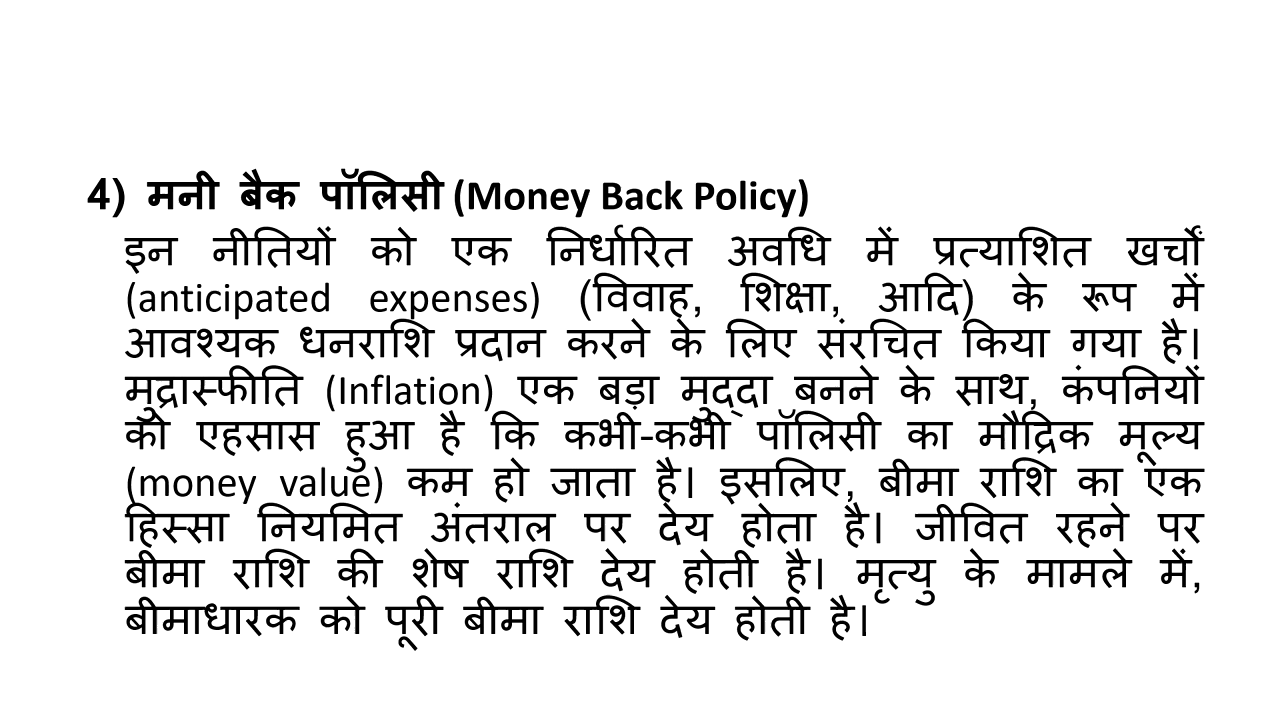 4) मनी बैक पॉलिसी (Money Back Policy)
इन नीतियों को एक निर्धारित अवधि में प्रत्याशित खर्चों
(anticipated expenses) (विवाह, शिक्षा, आदि) के रूप में
आवश्यक धनराशि प्रदान करने के लिए संरचित किया गया है।
मुद्रास्फीति (Inflation) एक बड़ा मुद्दा बनने के साथ, कंपनियों
को एहसास हुआ है कि कभी-कभी पॉलिसी का मौद्रिक मूल्य
(money value) कम हो जाता है। इसलिए, बीमा राशि का एक
हिस्सा नियमित अंतराल पर देय होता है। जीवित रहने पर
बीमा राशि की शेष राशि देय होती है। मृत्यु के मामले में,
बीमाधारक को पूरी बीमा राशि देय होती है।